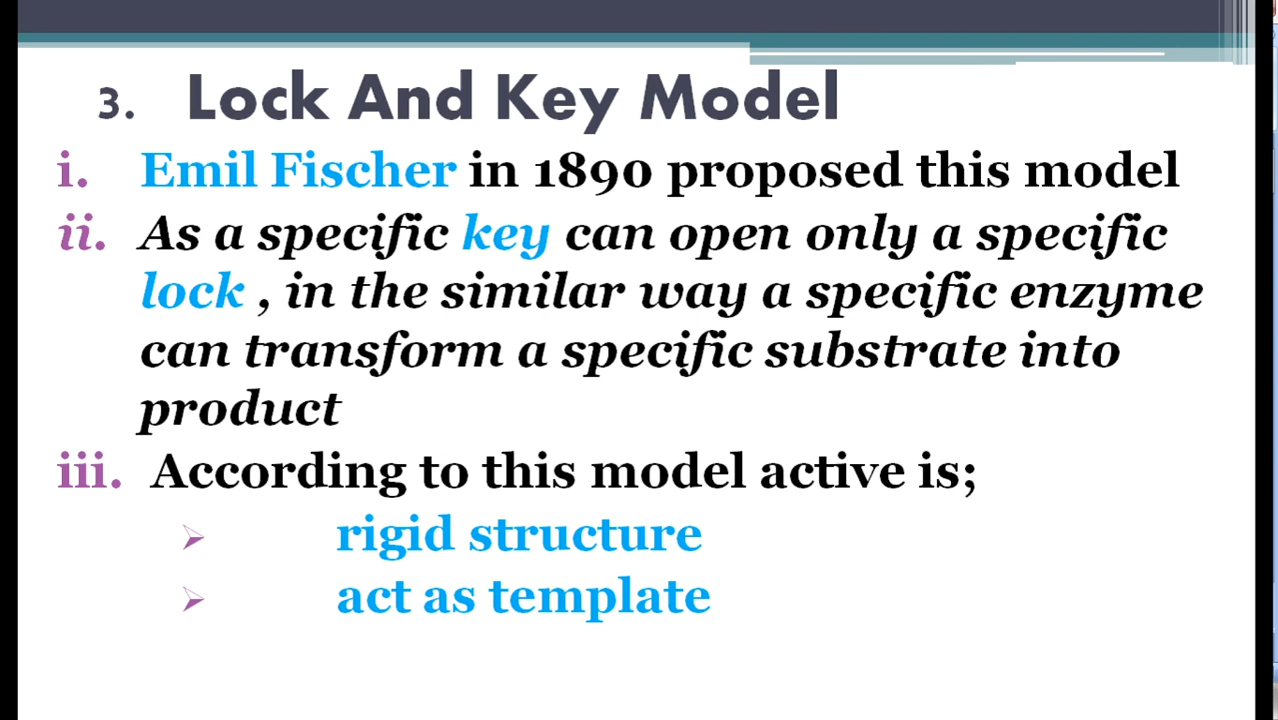 3. Lock And Key Model
i. Emil Fischer in 1890 proposed this model
ii. As a specific key can open only a specific
lock , in the similar way a specific enzyme
can transform a specific substrate into
product
iii. According to this model active is;
rigid structure
act as template